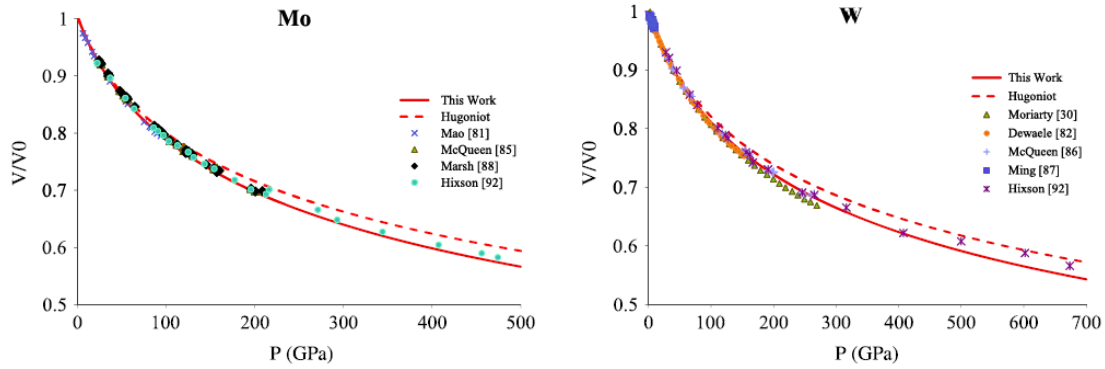 Mo
1
0.9
0.8
0.7
0.6
0.5
V/V0
0
100
200
300
400
500
P (GPa)
This Work
Hugoniot
Mao [81]
McQueen [85]
Marsh [88]
Hixson [92]
W
1
0.9
0.8
0.7
0.6
0.5
V/V0
0
100
200
300
400
500
600
700
P (GPa)
This Work
Hugoniot
Moriarty [30]
Dewaele [82]
McQueen [86]
Ming [87]
Hixson [92]